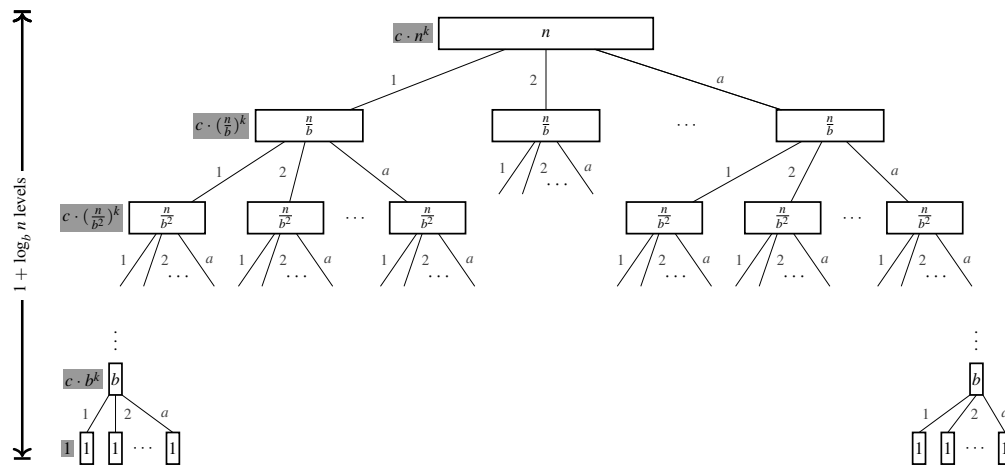 c · n^k n
1 2 a
c · (n/b)^k n/b n/b ··· n/b
1 2 a 1 2 ··· a 1 2 a
c · (n/b^2)^k n/b^2 n/b^2 ··· n/b^2 n/b^2 n/b^2 ··· n/b^2
1 2 ··· a 1 2 ··· a 1 2 ··· a 1 2 ··· a 1 2 ··· a 1 2 ··· a
1 + log_b n levels
⋮ ⋮
c · b^k b b
1 2 a 1 2 a
1 1 1 ··· 1 1 1 ··· 1